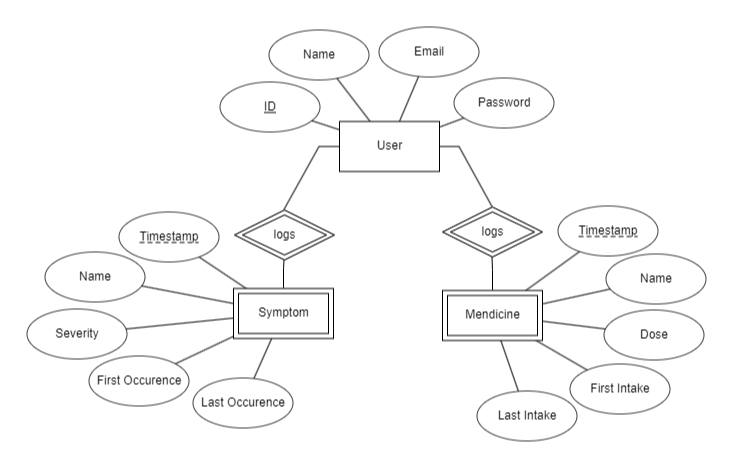 Name
Email
ID
Password
User
logs
logs
Timestamp
Timestamp
Name
Name
Symptom
Mendicine
Severity
Dose
First Occurence
First Intake
Last Occurence
Last Intake